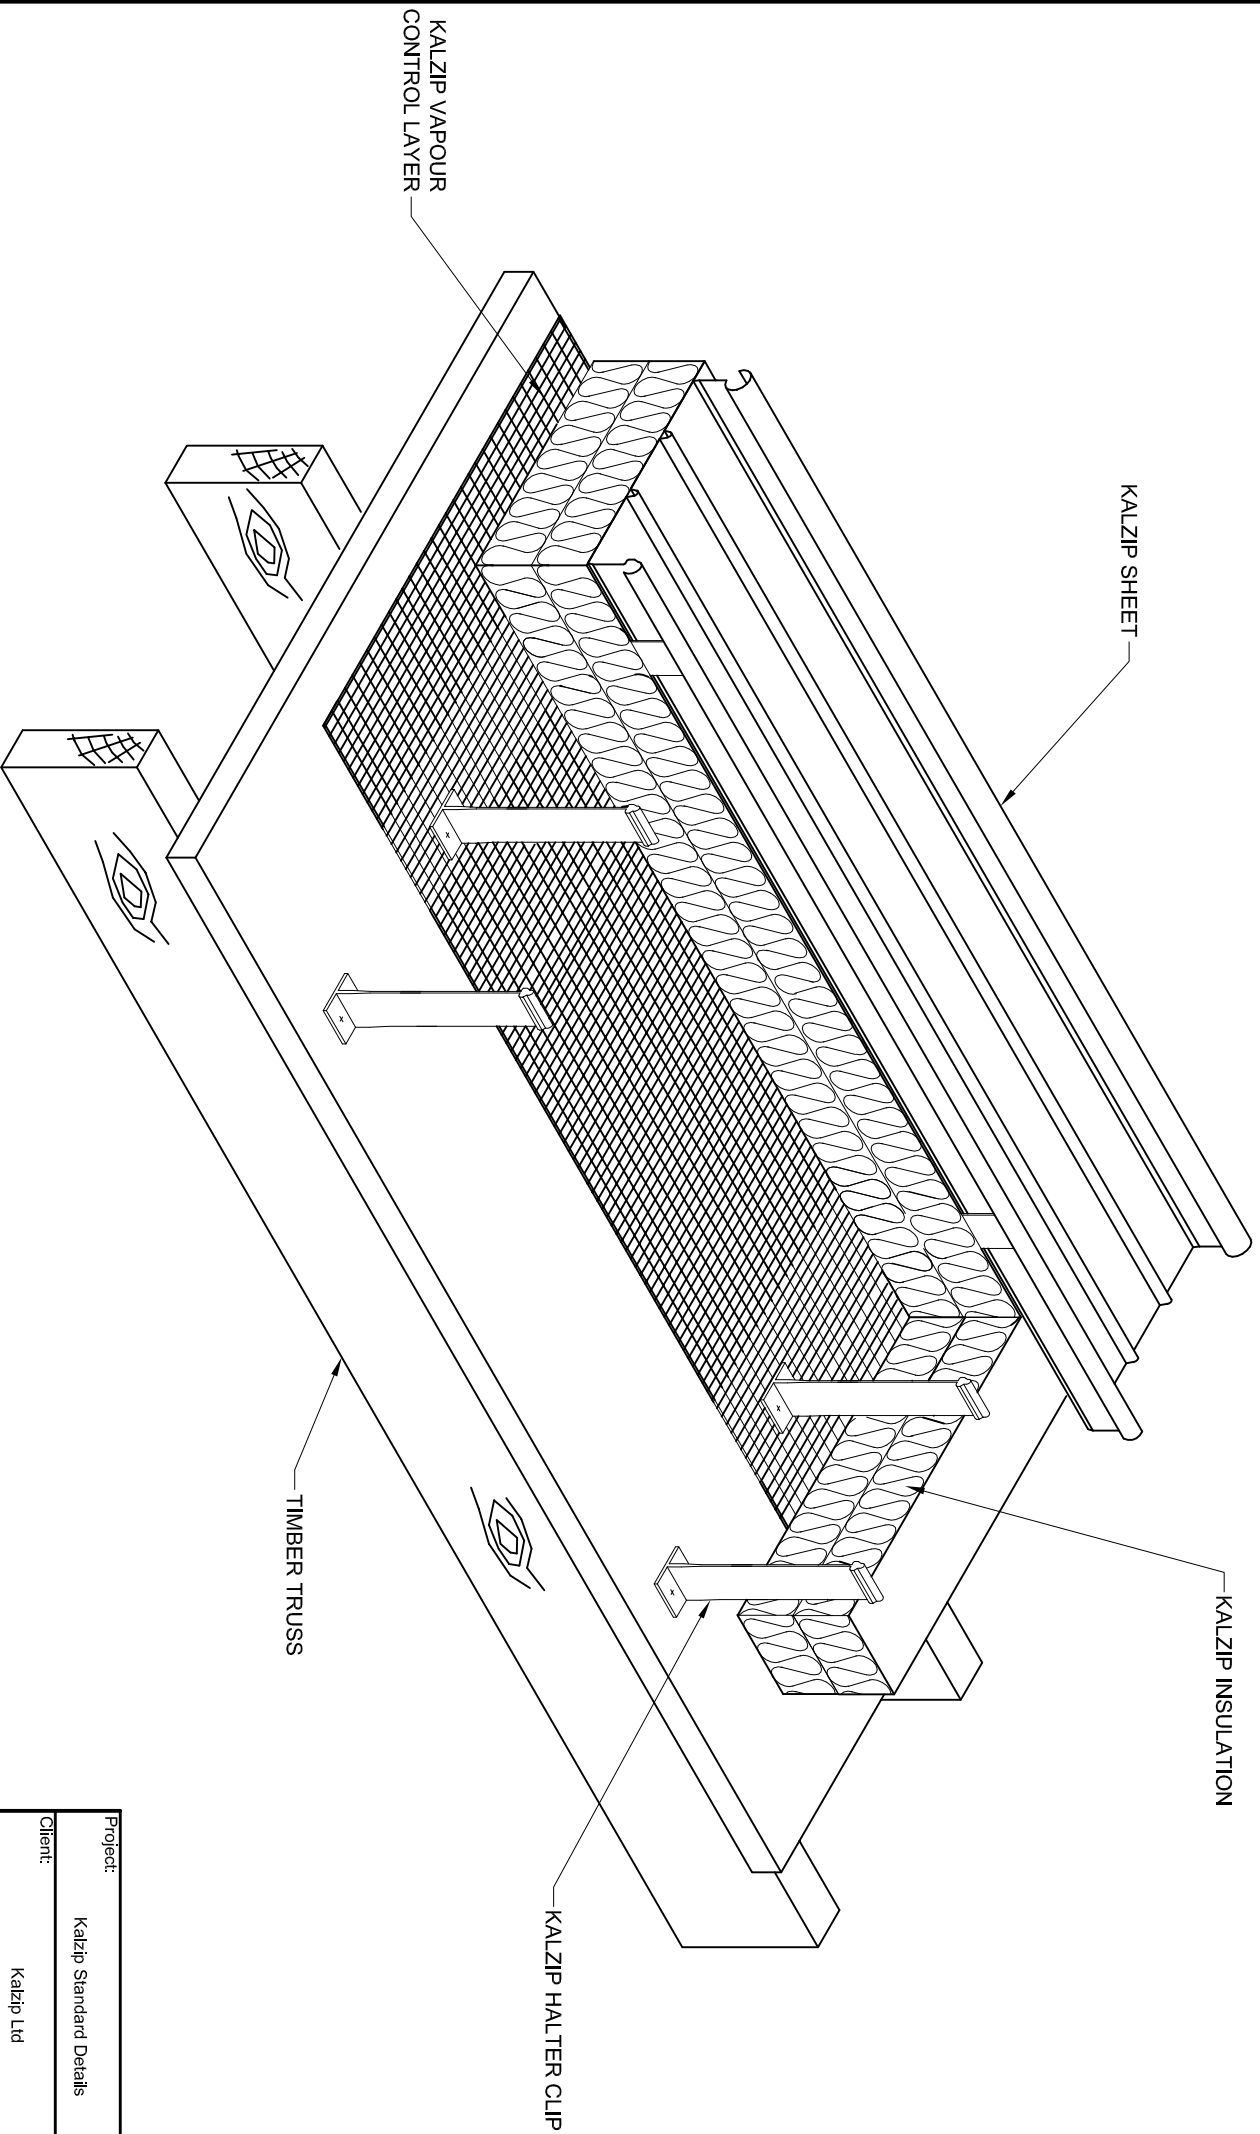 KALZIP SHEET
KALZIP INSULATION
KALZIP VAPOUR
CONTROL LAYER
KALZIP HALTER CLIP
TIMBER TRUSS
Project:
Kalzip Standard Details
Client:
Kalzip Ltd